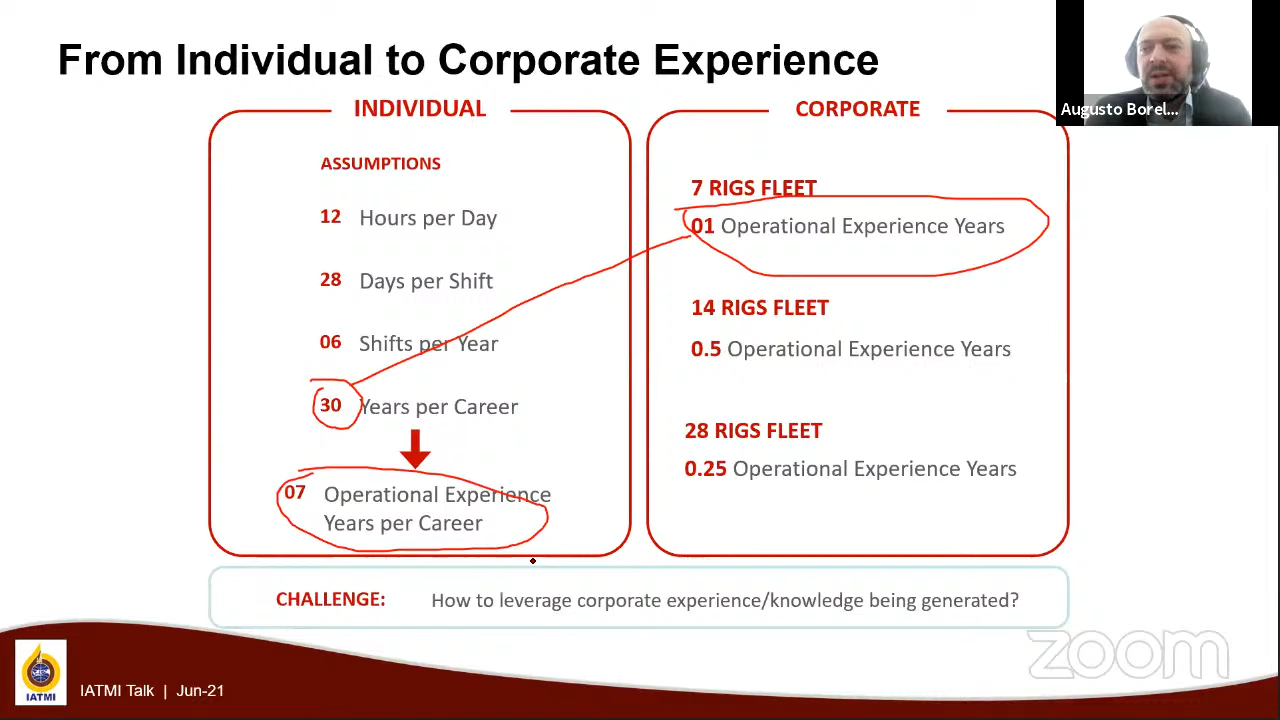 From Individual to Corporate Experience
Augusto Borel...
INDIVIDUAL
ASSUMPTIONS
12 Hours per Day
28 Days per Shift
06 Shifts per Year
30 Years per Career
07 Operational Experience
Years per Career
CORPORATE
7 RIGS FLEET
01 Operational Experience Years
14 RIGS FLEET
0.5 Operational Experience Years
28 RIGS FLEET
0.25 Operational Experience Years
CHALLENGE: How to leverage corporate experience/knowledge being generated?
zoom
IATMI
IATMI Talk | Jun-21